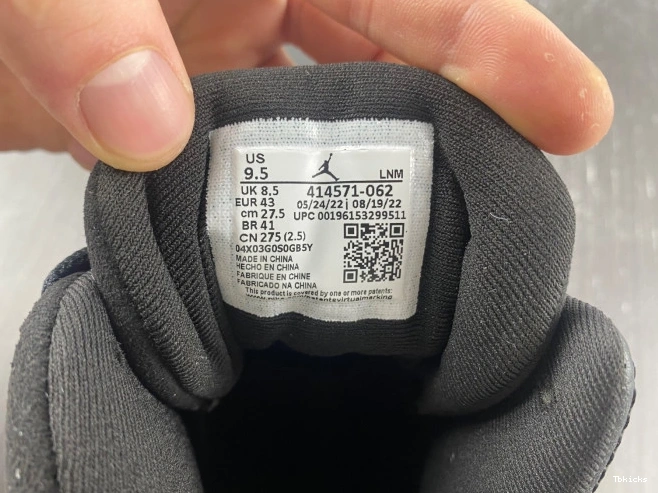 US
9.5
LNM
UK 8.5
414571-062
EUR 43
05/24/22 | 08/19/22
cm 27.5
UPC 00196153299511
BR 41
CN 275 (2.5)
04X03G0S0GB5Y
MADE IN CHINA
HECHO EN CHINA
FABRIQUE EN CHINE
FABRICADO NA CHINA
This product is covered by one or more patents:
Tbkicks